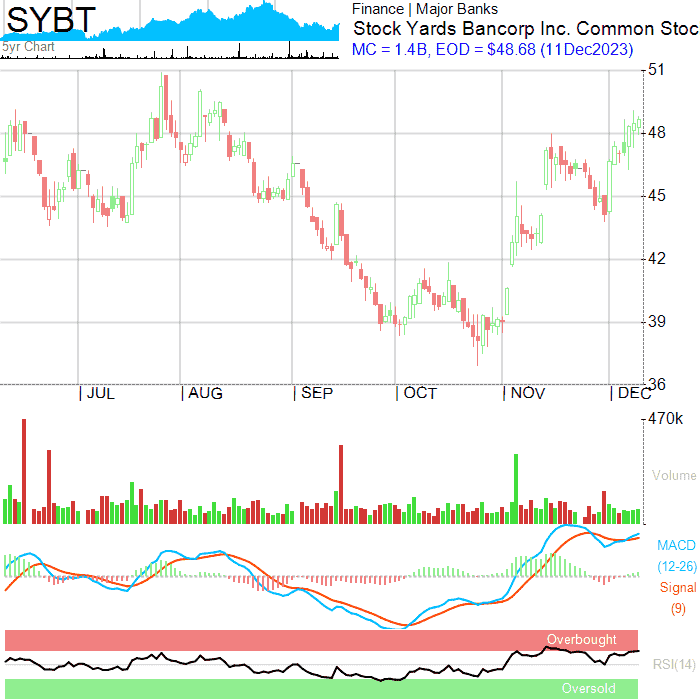 SYBT
5yr Chart
Finance | Major Banks
Stock Yards Bancorp Inc. Common Stoc
MC = 1.4B, EOD = $48.68 (11Dec2023)
51
48
45
42
39
36
| JUL | AUG | SEP | OCT | NOV | DEC
470k
Volume
MACD
(12-26)
Signal
(9)
Overbought
RSI(14)
Oversold